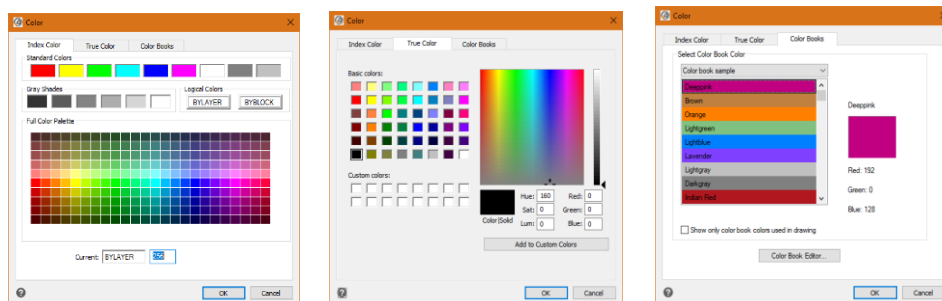 Color
Index Color True Color Color Books
Standard Colors
Gray Shades Logical Colors
BYLAYER BYBLOCK
Full Color Palette
Current: BYLAYER 256
OK Cancel
Color
Index Color True Color Color Books
Basic colors:
Custom colors:
Hue: 160 Red: 0
Sat: 0 Green: 0
Color|Solid Lum: 0 Blue: 0
Add to Custom Colors
OK Cancel
Color
Index Color True Color Color Books
Select Color Book Color
Color book sample
Deeppink
Brown
Orange
Lightgreen
Lightblue
Lavender
Lightgray
Darkgray
Indian Red
Deeppink
Red: 192
Green: 0
Blue: 128
Show only color book colors used in drawing
Color Book Editor...
OK Cancel